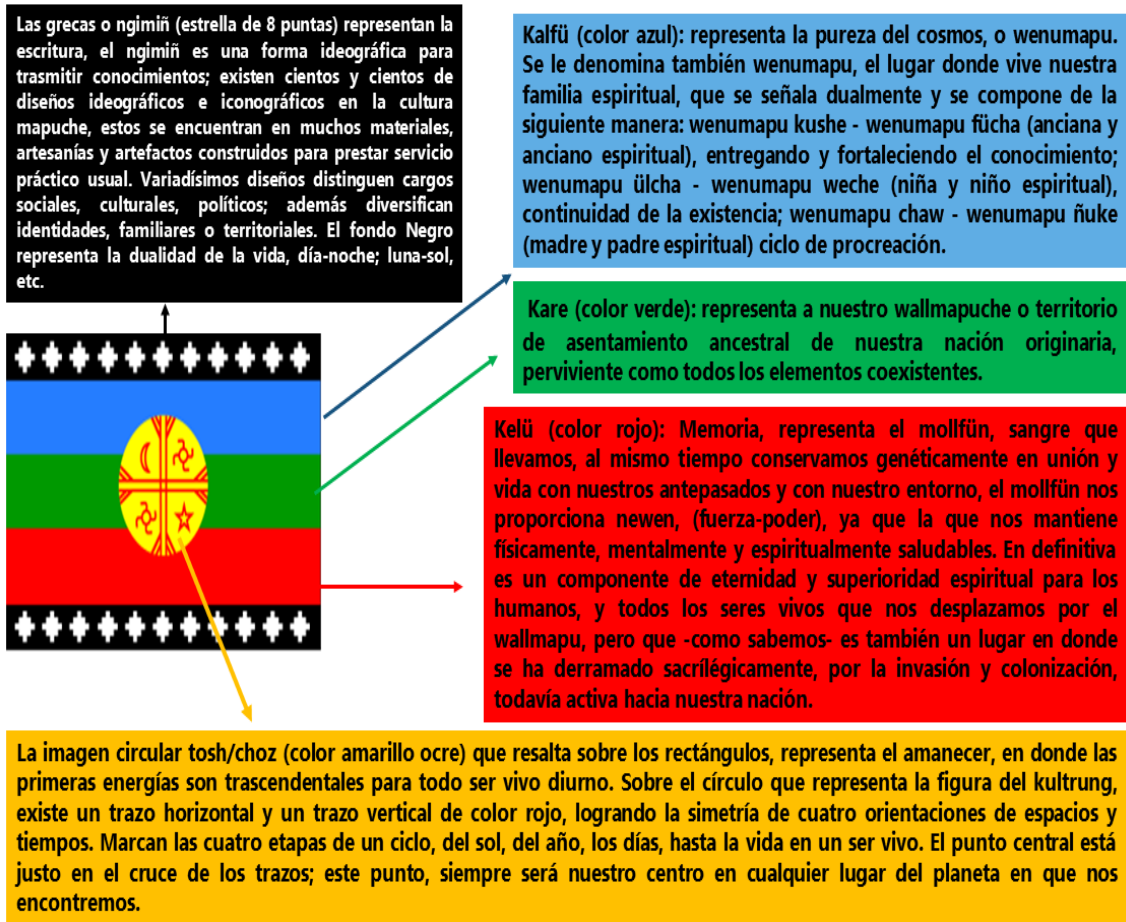 Las grecas o ngimiñ (estrella de 8 puntas) representan la
escritura, el ngimiñ es una forma ideográfica para
trasmitir conocimientos; existen cientos y cientos de
diseños ideográficos e iconográficos en la cultura
mapuche, estos se encuentran en muchos materiales,
artesanías y artefactos construidos para prestar servicio
práctico usual. Variadísimos diseños distinguen cargos
sociales, culturales, políticos; además diversifican
identidades, familiares o territoriales. El fondo Negro
representa la dualidad de la vida, día-noche; luna-sol,
etc.
Kalfü (color azul): representa la pureza del cosmos, o wenumapu.
Se le denomina también wenumapu, el lugar donde vive nuestra
familia espiritual, que se señala dualmente y se compone de la
siguiente manera: wenumapu kushe - wenumapu fücha (anciana y
anciano espiritual), entregando y fortaleciendo el conocimiento;
wenumapu ülcha - wenumapu weche (niña y niño espiritual),
continuidad de la existencia; wenumapu chaw - wenumapu ñuke
(madre y padre espiritual) ciclo de procreación.
Kare (color verde): representa a nuestro wallmapuche o territorio
de asentamiento ancestral de nuestra nación originaria,
perviviente como todos los elementos coexistentes.
Kelü (color rojo): Memoria, representa el mollfün, sangre que
llevamos, al mismo tiempo conservamos genéticamente en unión y
vida con nuestros antepasados y con nuestro entorno, el mollfün nos
proporciona newen, (fuerza-poder), ya que la que nos mantiene
físicamente, mentalmente y espiritualmente saludables. En definitiva
es un componente de eternidad y superioridad espiritual para los
humanos, y todos los seres vivos que nos desplazamos por el
wallmapu, pero que -como sabemos- es también un lugar en donde
se ha derramado sacrílégicamente, por la invasión y colonización,
todavía activa hacia nuestra nación.
La imagen circular tosh/choz (color amarillo ocre) que resalta sobre los rectángulos, representa el amanecer, en donde las
primeras energías son trascendentales para todo ser vivo diurno. Sobre el círculo que representa la figura del kultrung,
existe un trazo horizontal y un trazo vertical de color rojo, logrando la simetría de cuatro orientaciones de espacios y
tiempos. Marcan las cuatro etapas de un ciclo, del sol, del año, los días, hasta la vida en un ser vivo. El punto central está
justo en el cruce de los trazos; este punto, siempre será nuestro centro en cualquier lugar del planeta en que nos
encontremos.